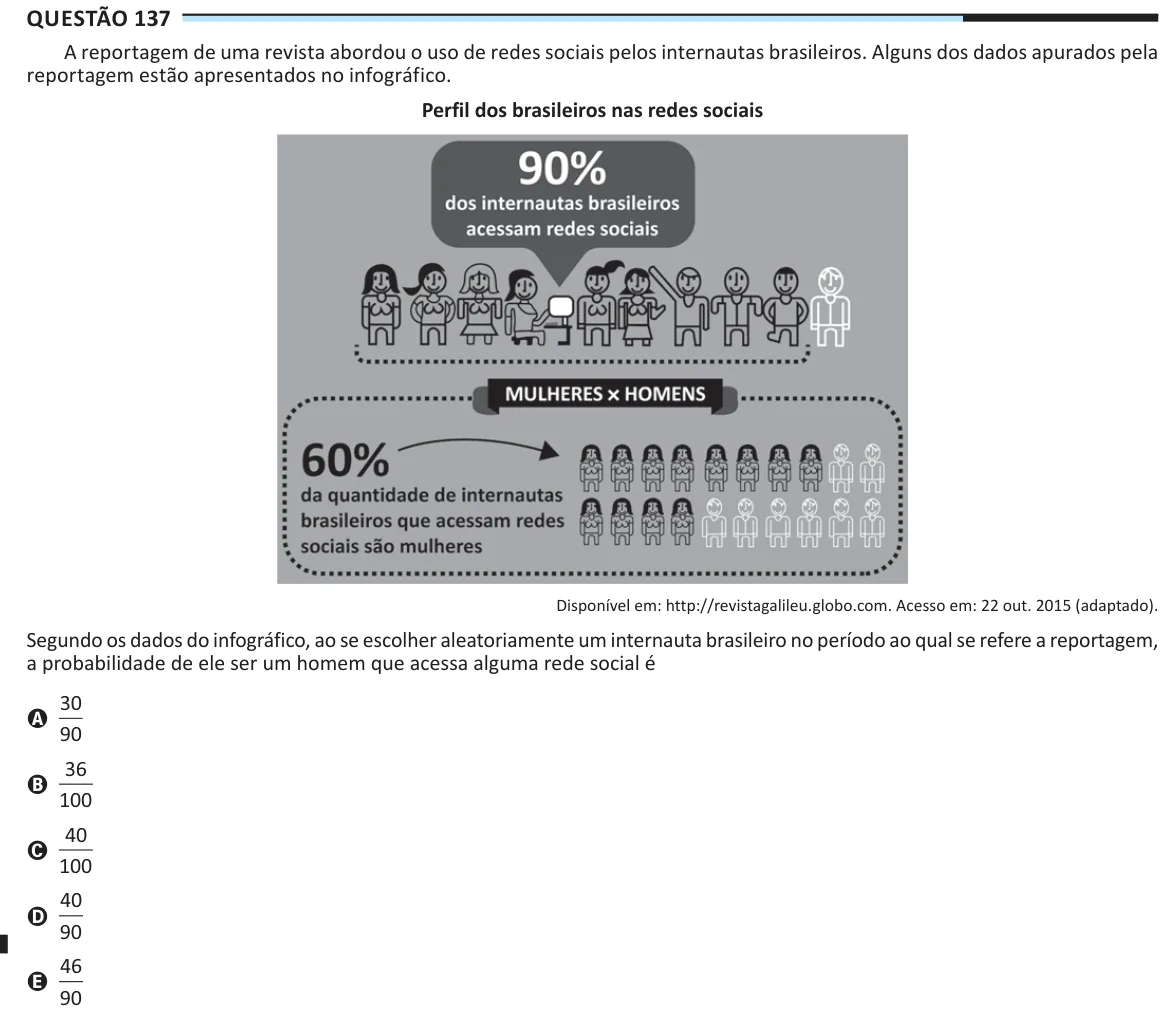 QUESTÃO 137
A reportagem de uma revista abordou o uso de redes sociais pelos internautas brasileiros. Alguns dos dados apurados pela
reportagem estão apresentados no infográfico.
Perfil dos brasileiros nas redes sociais
90%
dos internautas brasileiros
acessam redes sociais
MULHERES × HOMENS
60%
da quantidade de internautas
brasileiros que acessam redes
sociais são mulheres
Disponível em: http://revistagalileu.globo.com. Acesso em: 22 out. 2015 (adaptado).
Segundo os dados do infográfico, ao se escolher aleatoriamente um internauta brasileiro no período ao qual se refere a reportagem,
a probabilidade de ele ser um homem que acessa alguma rede social é
A 30/90
B 36/100
C 40/100
D 40/90
E 46/90